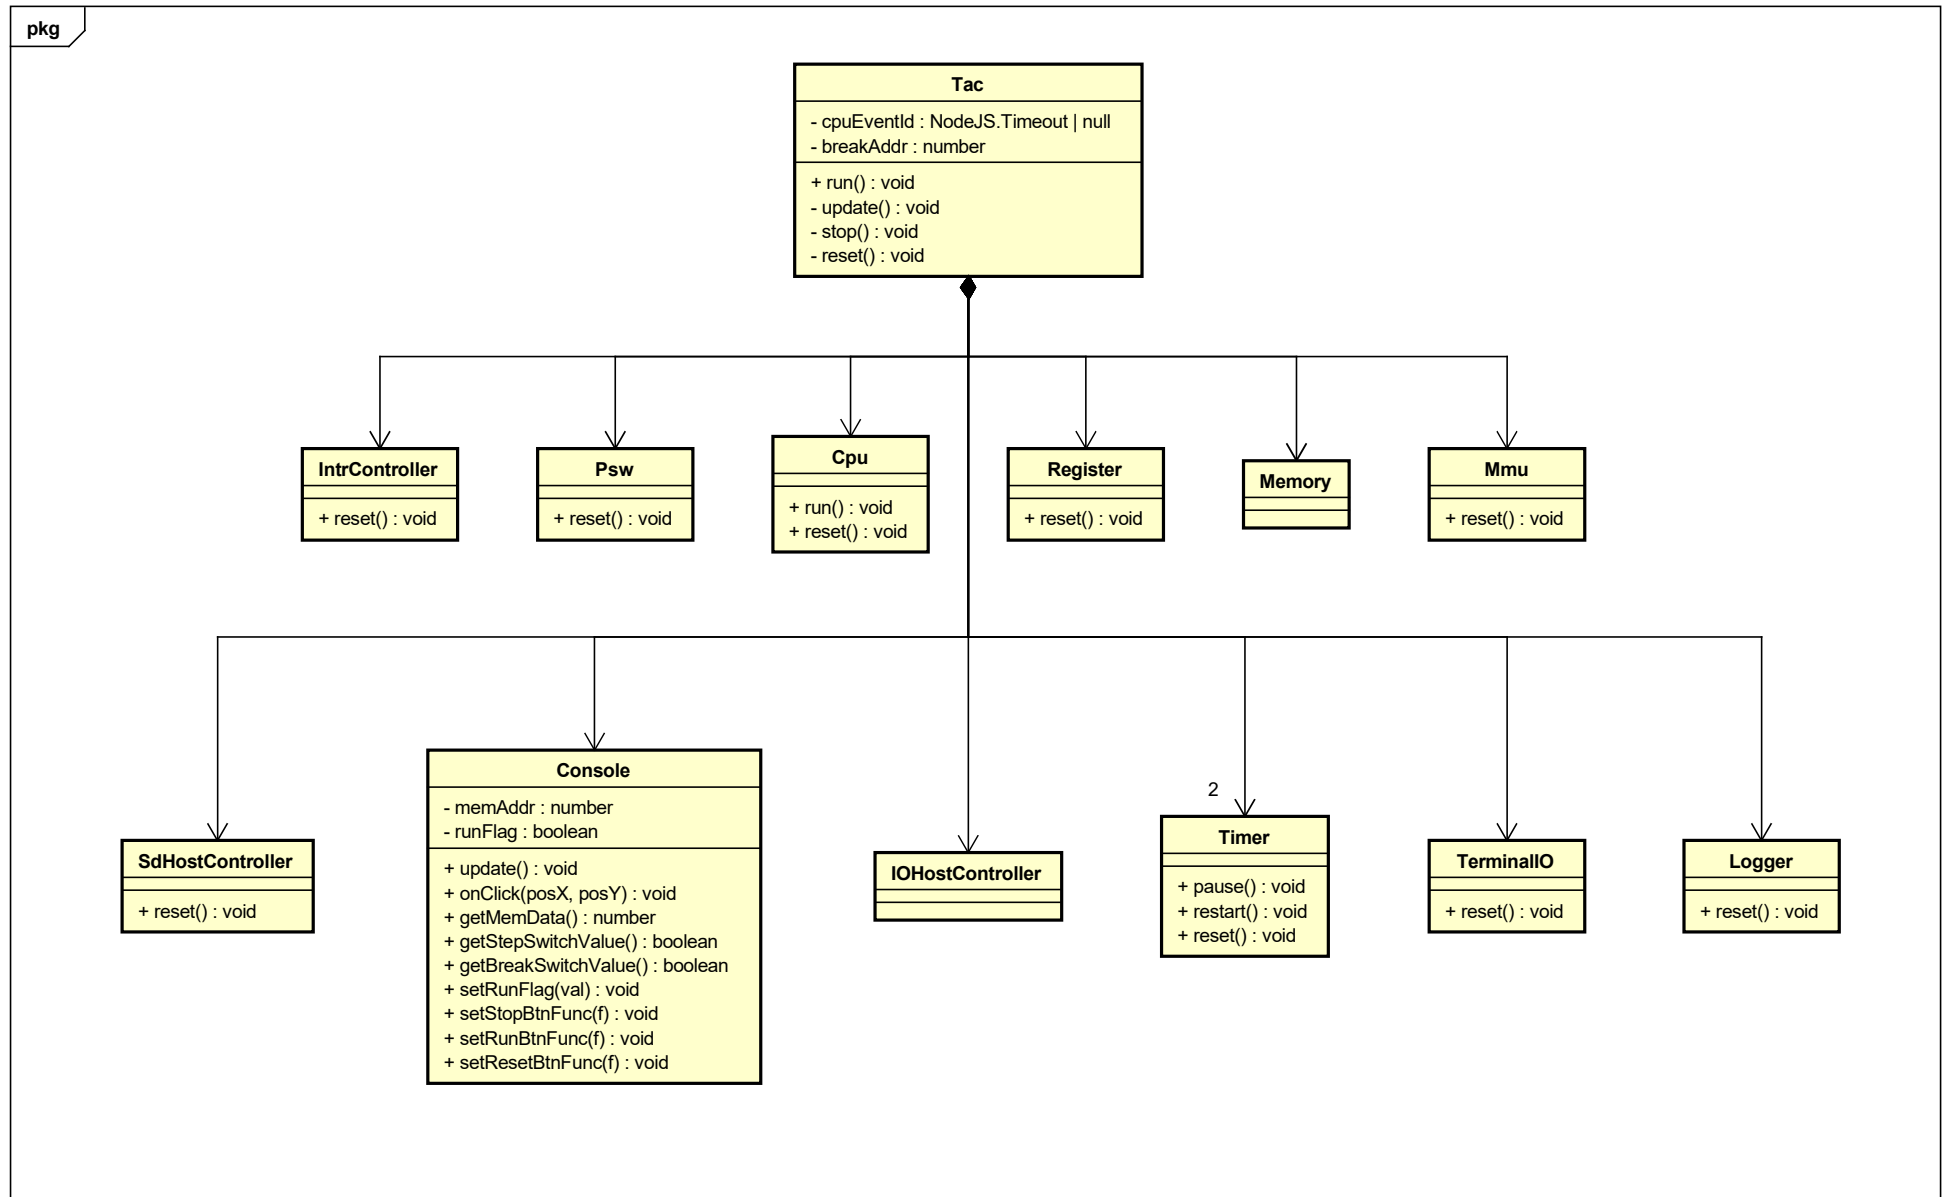 pkg
Tac
- cpuEventId : NodeJS.Timeout | null
- breakAddr : number
+ run() : void
- update() : void
- stop() : void
- reset() : void
IntrController
+ reset() : void
Psw
+ reset() : void
Cpu
+ run() : void
+ reset() : void
Register
+ reset() : void
Memory
Mmu
+ reset() : void
SdHostController
+ reset() : void
Console
- memAddr : number
- runFlag : boolean
+ update() : void
+ onClick(posX, posY) : void
+ getMemData() : number
+ getStepSwitchValue() : boolean
+ getBreakSwitchValue() : boolean
+ setRunFlag(val) : void
+ setStopBtnFunc(f) : void
+ setRunBtnFunc(f) : void
+ setResetBtnFunc(f) : void
IOHostController
2
Timer
+ pause() : void
+ restart() : void
+ reset() : void
TerminalIO
+ reset() : void
Logger
+ reset() : void